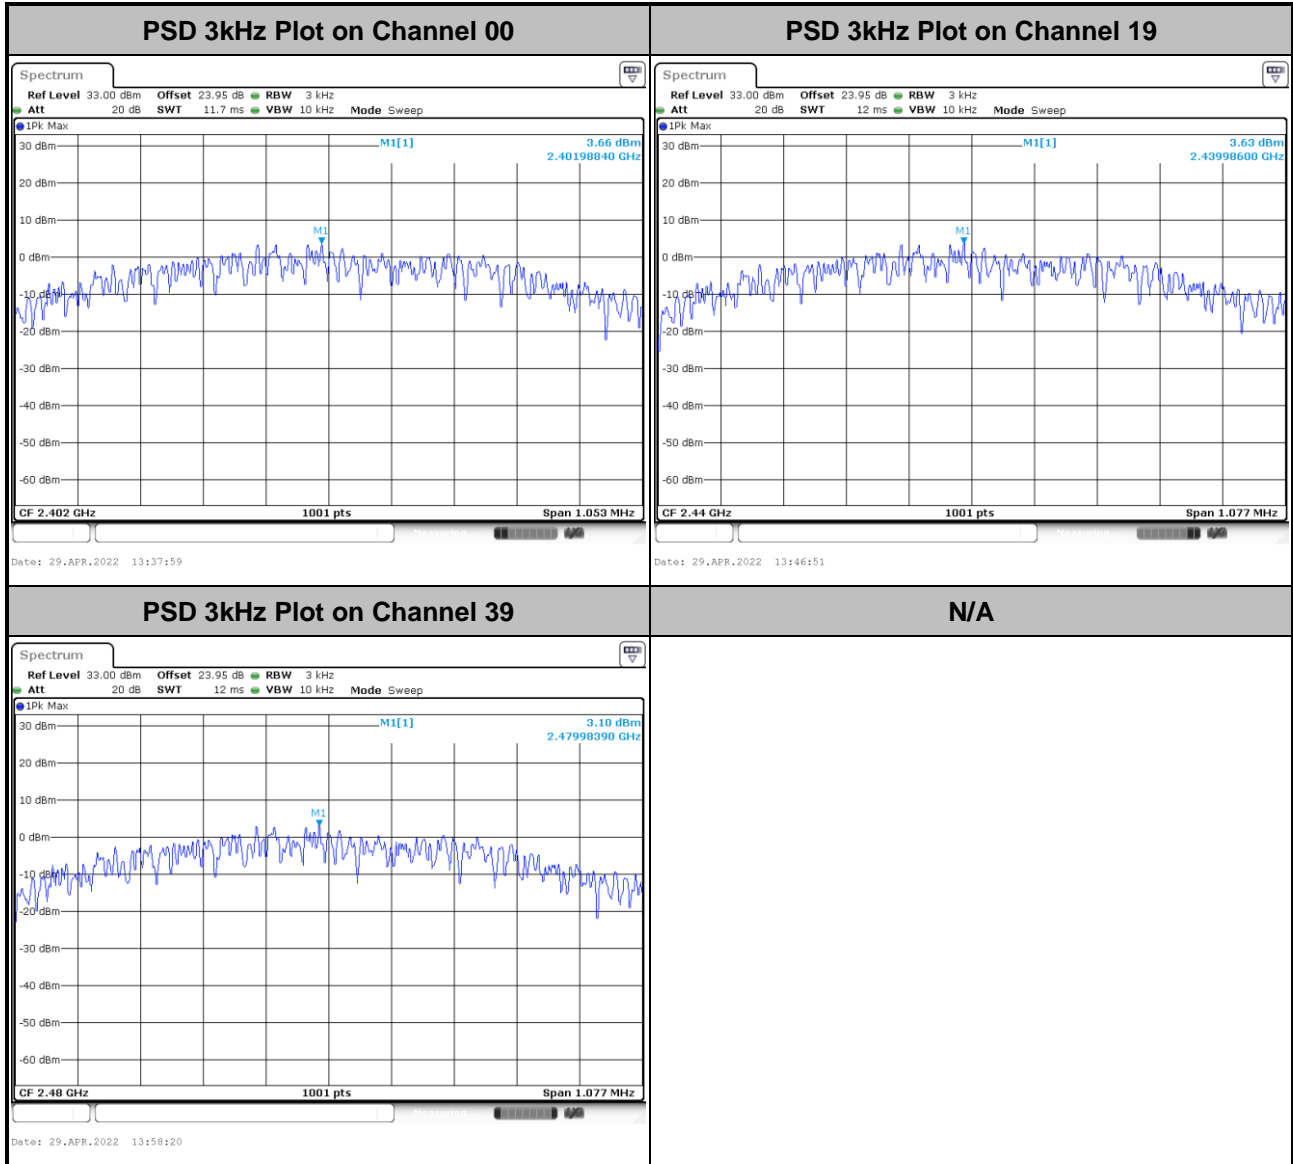 PSD 3kHz Plot on Channel 00
Spectrum
Ref Level 33.00 dBm Offset 23.95 dB RBW 3 kHz
Att 20 dB SWT 11.7 ms VBW 10 kHz Mode Sweep
1Pk Max
M1[1] 3.66 dBm
2.40198840 GHz
30 dBm
20 dBm
10 dBm
M1
0 dBm
-10 dBm
-20 dBm
-30 dBm
-40 dBm
-50 dBm
-60 dBm
CF 2.402 GHz 1001 pts Span 1.053 MHz
Measuring...
Date: 29.APR.2022 13:37:59
PSD 3kHz Plot on Channel 19
Spectrum
Ref Level 33.00 dBm Offset 23.95 dB RBW 3 kHz
Att 20 dB SWT 12 ms VBW 10 kHz Mode Sweep
1Pk Max
M1[1] 3.63 dBm
2.43998600 GHz
30 dBm
20 dBm
10 dBm
M1
0 dBm
-10 dBm
-20 dBm
-30 dBm
-40 dBm
-50 dBm
-60 dBm
CF 2.44 GHz 1001 pts Span 1.077 MHz
Measuring...
Date: 29.APR.2022 13:46:51
PSD 3kHz Plot on Channel 39
Spectrum
Ref Level 33.00 dBm Offset 23.95 dB RBW 3 kHz
Att 20 dB SWT 12 ms VBW 10 kHz Mode Sweep
1Pk Max
M1[1] 3.10 dBm
2.47998390 GHz
30 dBm
20 dBm
10 dBm
M1
0 dBm
-10 dBm
-20 dBm
-30 dBm
-40 dBm
-50 dBm
-60 dBm
CF 2.48 GHz 1001 pts Span 1.077 MHz
Measuring...
Date: 29.APR.2022 13:58:20
N/A